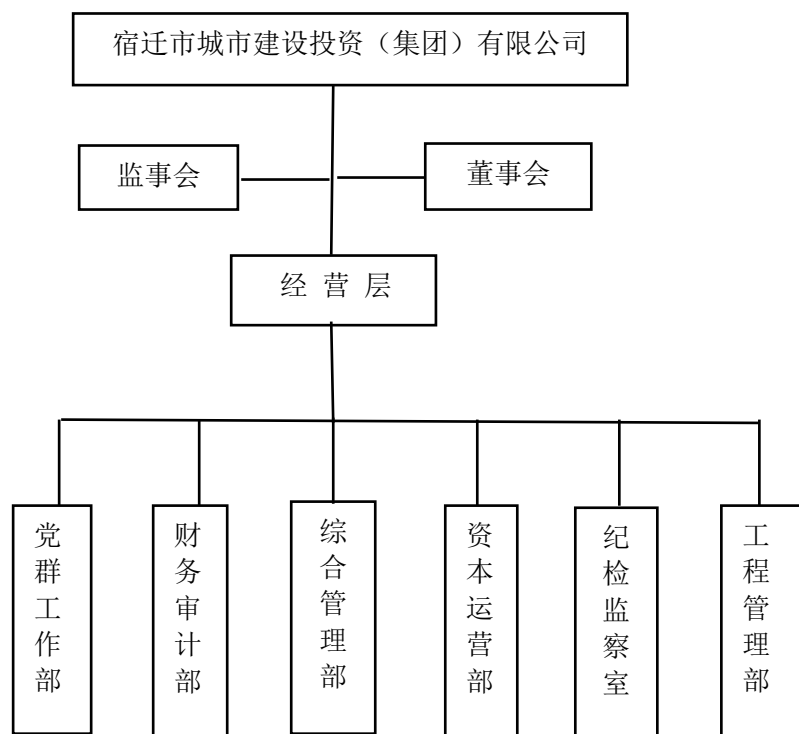 宿迁市城市建设投资（集团）有限公司
监事会
董事会
经 营 层
党群工作部
财务审计部
综合管理部
资本运营部
纪检监察室
工程管理部